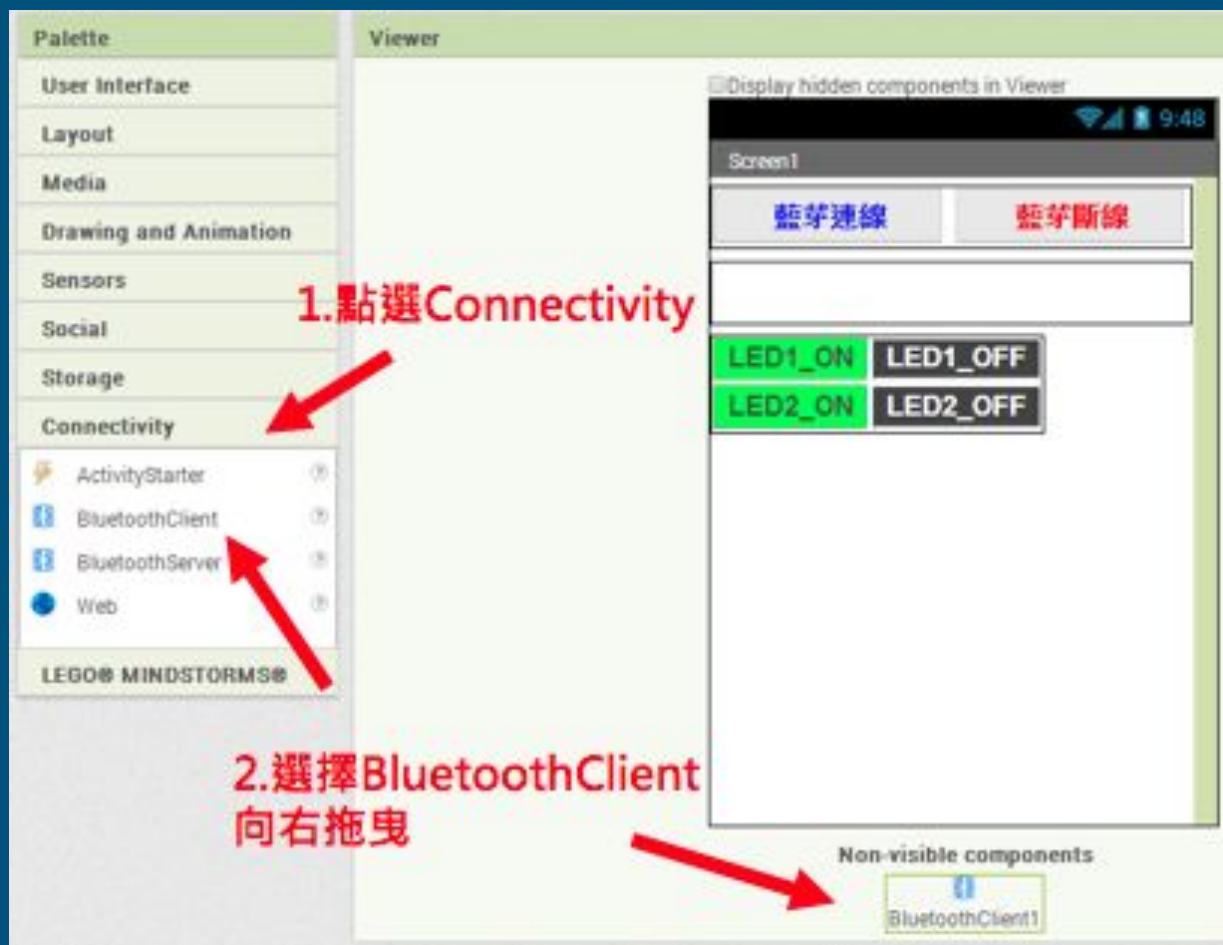 Palette
User Interface
Layout
Media
Drawing and Animation
Sensors
Social
Storage
Connectivity
ActivityStarter
BluetoothClient
BluetoothServer
Web
LEGO® MINDSTORMS®
Viewer
Display hidden components in Viewer
9:48
Screen1
藍芽連線 藍芽斷線
LED1_ON LED1_OFF
LED2_ON LED2_OFF
1.點選Connectivity
2.選擇BluetoothClient
向右拖曳
Non-visible components
BluetoothClient1